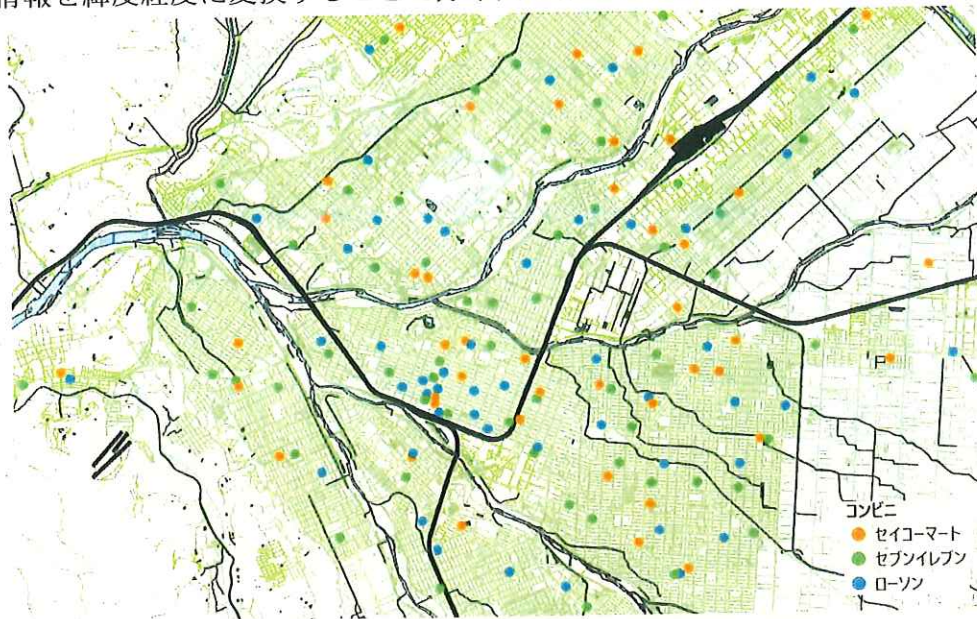 情報を緯度経度に変換する
コンビニ
セイコーマート
セブンイレブン
ローソン